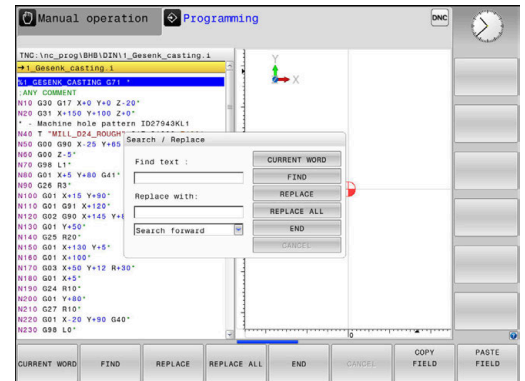 Manual operation
Programming
DNC
TNC:\nc_prog\BHB\DIN\1_Gesenk_casting.i
→1_Gesenk_casting.i
%1_GESENK_CASTING G71 *
;ANY COMMENT
N10 G30 G17 X+0 Y+0 Z-20*
N20 G31 X+150 Y+100 Z+0*
* - Machine hole pattern ID27943KL1
N40 T "MILL_D24_ROUGH"
N50 G00 G90 X-25 Y+65
N60 G00 Z-5*
N70 G98 L1*
N80 G01 X+5 Y+80 G41*
N90 G26 R3*
N100 G01 X+15 Y+90*
N110 G01 G91 X+120*
N120 G02 G90 X+145 Y+
N130 G01 Y+50*
N140 G25 R20*
N150 G01 X+130 Y+5*
N160 G01 X+100*
N170 G03 X+50 Y+12 R+30*
N180 G01 X+5*
N190 G24 R10*
N200 G01 Y+80*
N210 G27 R10*
N220 G01 X-20 Y+90 G40*
N230 G98 L0*
Y
X
0
Search / Replace
Find text :
Replace with:
Search forward
CURRENT WORD
FIND
REPLACE
REPLACE ALL
END
CANCEL
CURRENT WORD
FIND
REPLACE
REPLACE ALL
END
CANCEL
COPY
FIELD
PASTE
FIELD